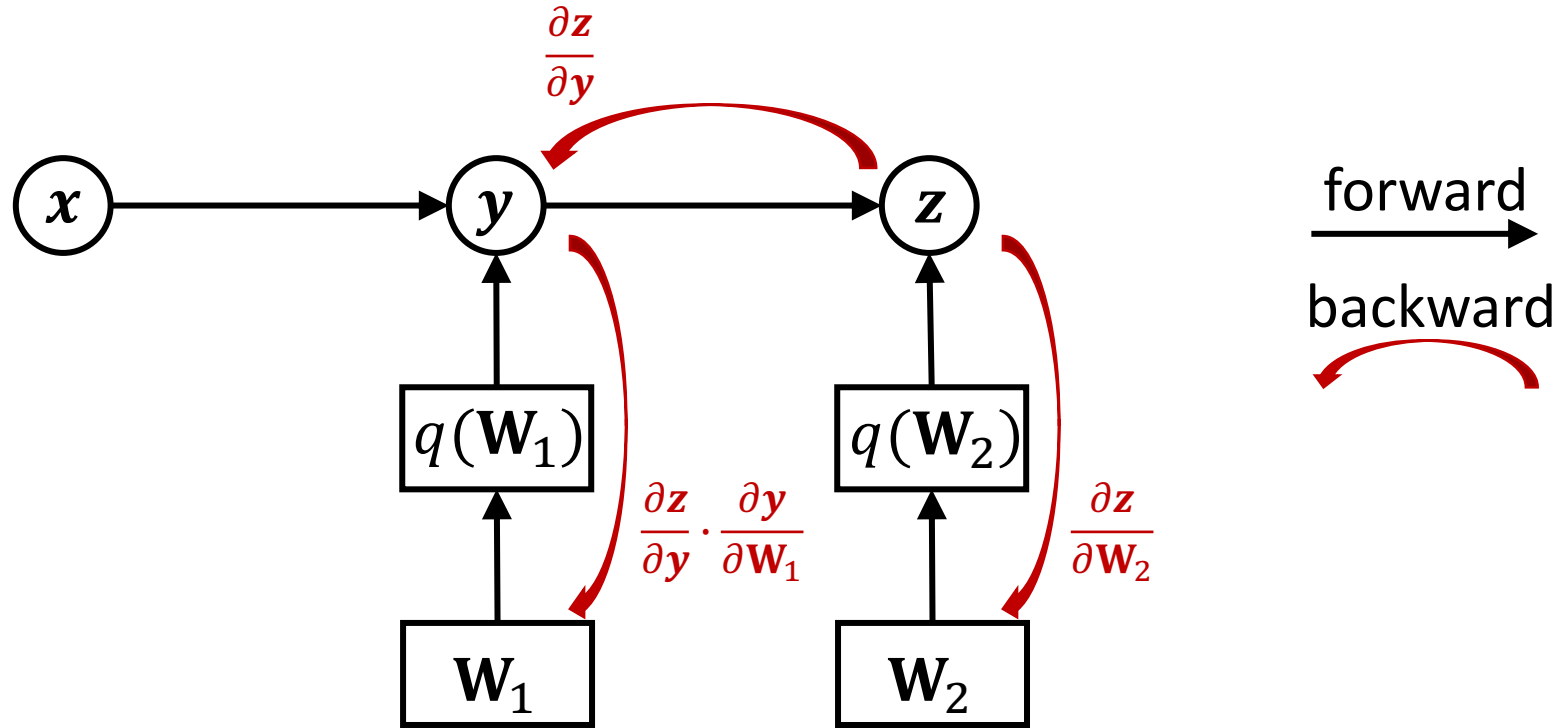 ∂z/∂y
x
y
z
forward
backward
q(W₁)
q(W₂)
∂z/∂y · ∂y/∂W₁
∂z/∂W₂
W₁
W₂